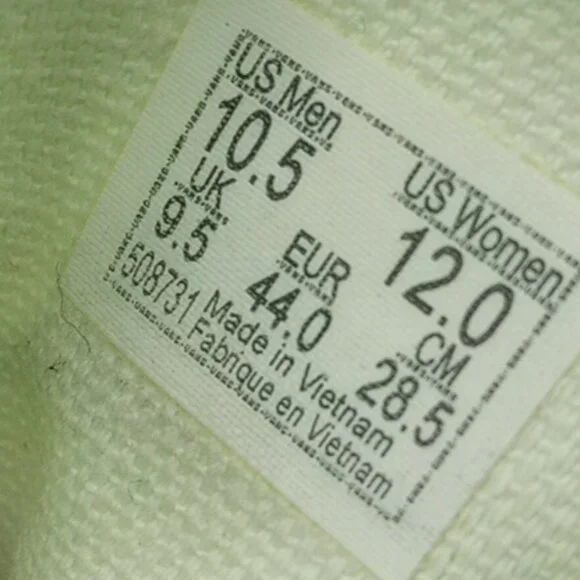 US Men US Women
10.5 12.0
UK EUR CM
9.5 44.0 28.5
508731 Made in Vietnam
Fabrique en Vietnam